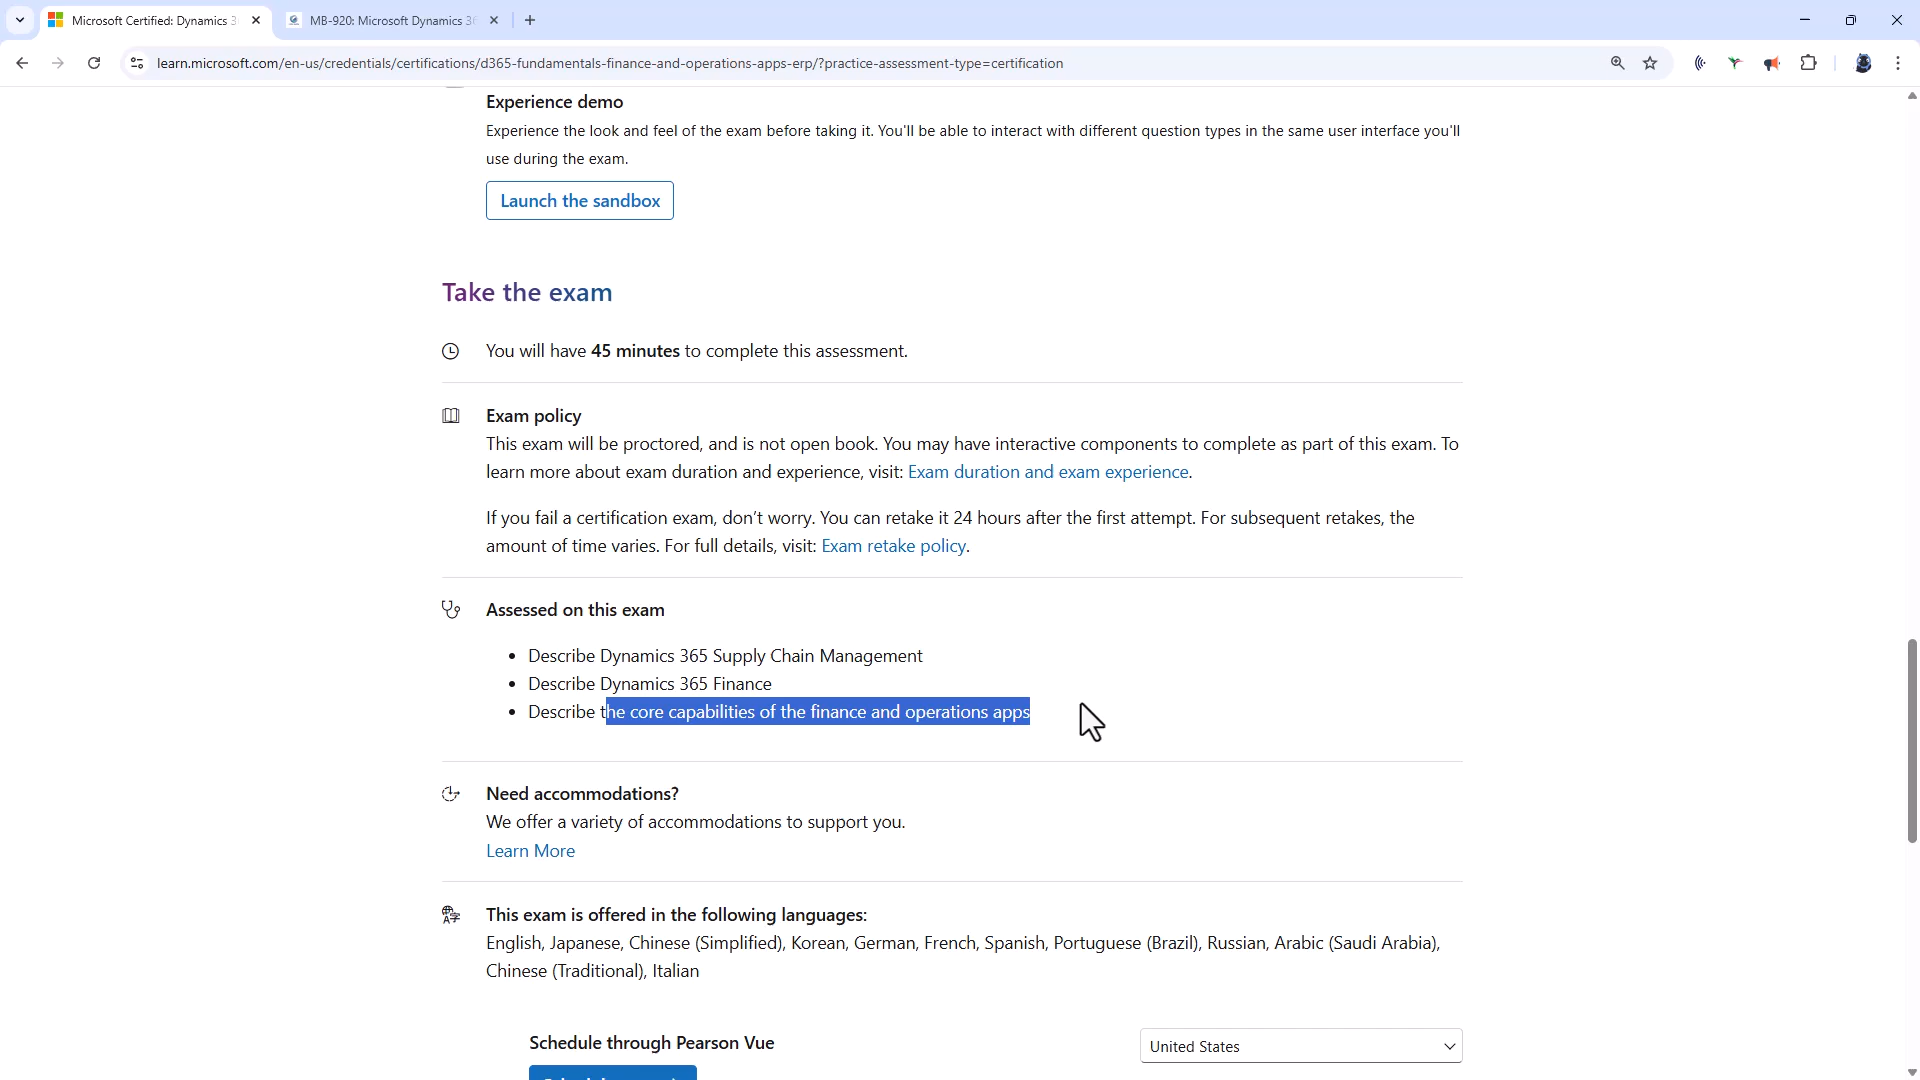 Microsoft Certified: Dynamics 3
MB-920: Microsoft Dynamics 36
learn.microsoft.com/en-us/credentials/certifications/d365-fundamentals-finance-and-operations-apps-erp/?practice-assessment-type=certification
Experience demo
Experience the look and feel of the exam before taking it. You'll be able to interact with different question types in the same user interface you'll
use during the exam.
Launch the sandbox
Take the exam
You will have 45 minutes to complete this assessment.
Exam policy
This exam will be proctored, and is not open book. You may have interactive components to complete as part of this exam. To
learn more about exam duration and experience, visit: Exam duration and exam experience.
If you fail a certification exam, don’t worry. You can retake it 24 hours after the first attempt. For subsequent retakes, the
amount of time varies. For full details, visit: Exam retake policy.
Assessed on this exam
• Describe Dynamics 365 Supply Chain Management
• Describe Dynamics 365 Finance
• Describe the core capabilities of the finance and operations apps
Need accommodations?
We offer a variety of accommodations to support you.
Learn More
This exam is offered in the following languages:
English, Japanese, Chinese (Simplified), Korean, German, French, Spanish, Portuguese (Brazil), Russian, Arabic (Saudi Arabia),
Chinese (Traditional), Italian
Schedule through Pearson Vue
United States